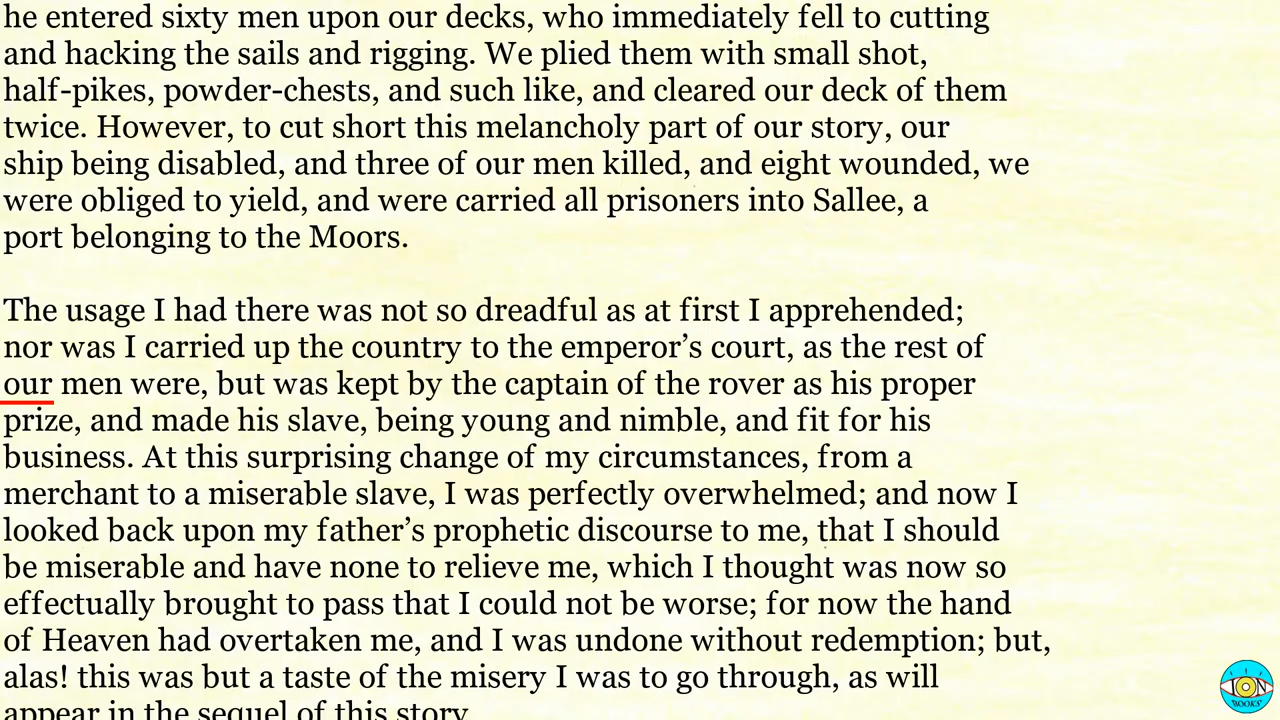 he entered sixty men upon our decks, who immediately fell to cutting
and hacking the sails and rigging. We plied them with small shot,
half-pikes, powder-chests, and such like, and cleared our deck of them
twice. However, to cut short this melancholy part of our story, our
ship being disabled, and three of our men killed, and eight wounded, we
were obliged to yield, and were carried all prisoners into Sallee, a
port belonging to the Moors.
The usage I had there was not so dreadful as at first I apprehended;
nor was I carried up the country to the emperor’s court, as the rest of
our men were, but was kept by the captain of the rover as his proper
prize, and made his slave, being young and nimble, and fit for his
business. At this surprising change of my circumstances, from a
merchant to a miserable slave, I was perfectly overwhelmed; and now I
looked back upon my father’s prophetic discourse to me, that I should
be miserable and have none to relieve me, which I thought was now so
effectually brought to pass that I could not be worse; for now the hand
of Heaven had overtaken me, and I was undone without redemption; but,
alas! this was but a taste of the misery I was to go through, as will
appear in the sequel of this story
ION
BOOKS